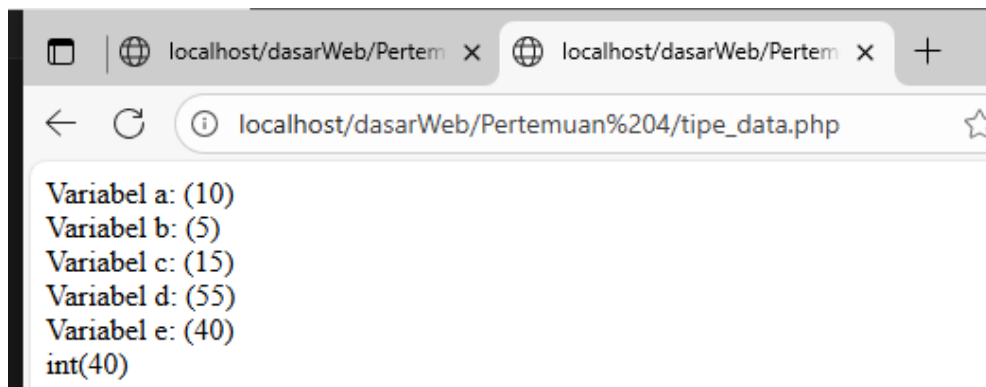 localhost/dasarWeb/Pertem
localhost/dasarWeb/Pertem
localhost/dasarWeb/Pertemuan%204/tipe_data.php
Variabel a: (10)
Variabel b: (5)
Variabel c: (15)
Variabel d: (55)
Variabel e: (40)
int(40)